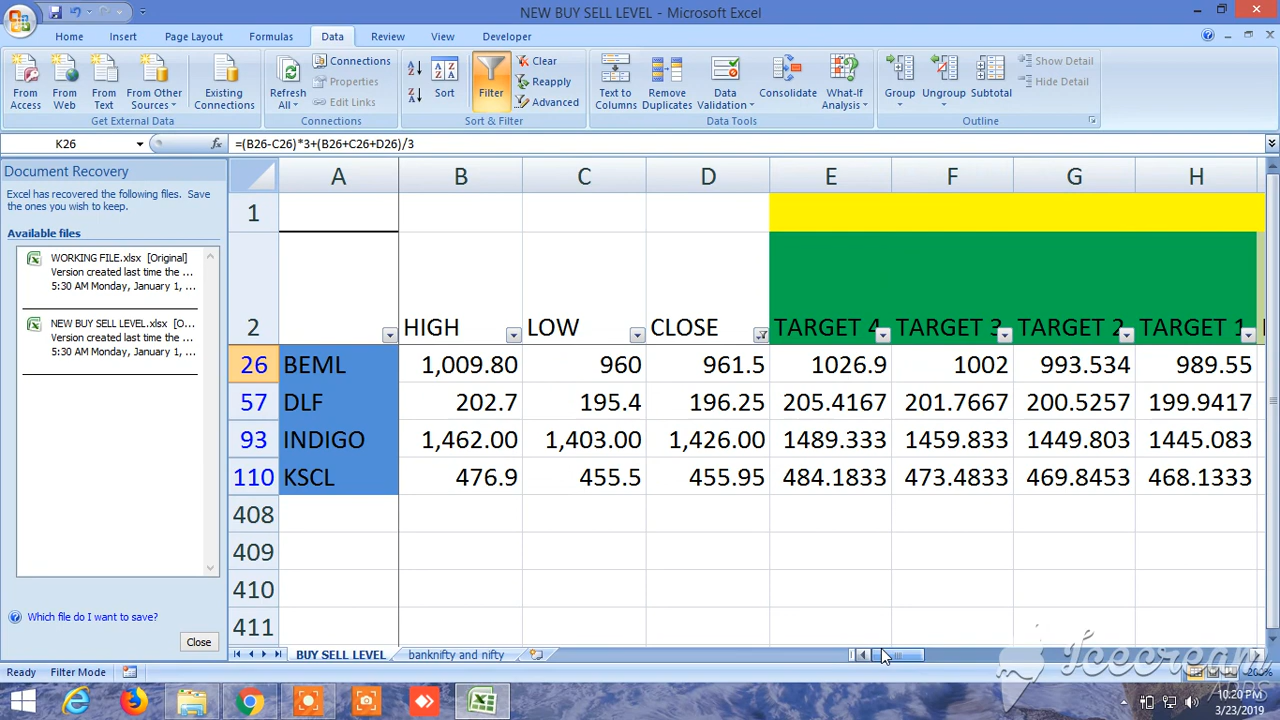 NEW BUY SELL LEVEL - Microsoft Excel
Home Insert Page Layout Formulas Data Review View Developer
From Access
From Web
From Text
From Other Sources
Existing Connections
Get External Data
Refresh All
Connections
Properties
Edit Links
Connections
Sort
Filter
Clear
Reapply
Advanced
Sort & Filter
Text to Columns
Remove Duplicates
Data Validation
Consolidate
What-If Analysis
Data Tools
Group
Ungroup
Subtotal
Show Detail
Hide Detail
Outline
K26 fx =(B26-C26)*3+(B26+C26+D26)/3
Document Recovery
Excel has recovered the following files. Save
the ones you wish to keep.
Available files
WORKING FILE.xlsx [Original]
Version created last time the ...
5:30 AM Monday, January 1, ...
NEW BUY SELL LEVEL.xlsx [O...
Version created last time the ...
5:30 AM Monday, January 1, ...
Which file do I want to save?
Close
A B C D E F G H
1
2 HIGH LOW CLOSE TARGET 4 TARGET 3 TARGET 2 TARGET 1
26 BEML 1,009.80 960 961.5 1026.9 1002 993.534 989.55
57 DLF 202.7 195.4 196.25 205.4167 201.7667 200.5257 199.9417
93 INDIGO 1,462.00 1,403.00 1,426.00 1489.333 1459.833 1449.803 1445.083
110 KSCL 476.9 455.5 455.95 484.1833 473.4833 469.8453 468.1333
408
409
410
411
BUY SELL LEVEL banknifty and nifty
Ready Filter Mode 200%
Icecream
APPS
10:20 PM
3/23/2019